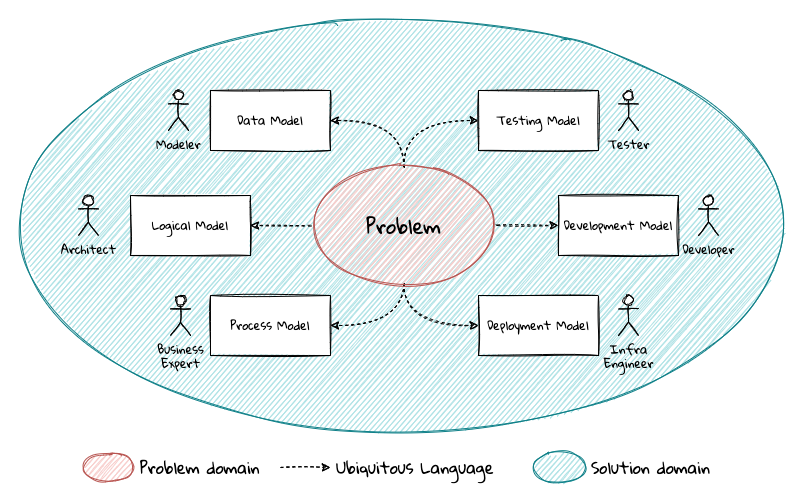 Data Model
Modeler
Testing Model
Tester
Logical Model
Architect
Problem
Development Model
Developer
Process Model
Business
Expert
Deployment Model
Infra
Engineer
Problem domain
Ubiquitous Language
Solution domain